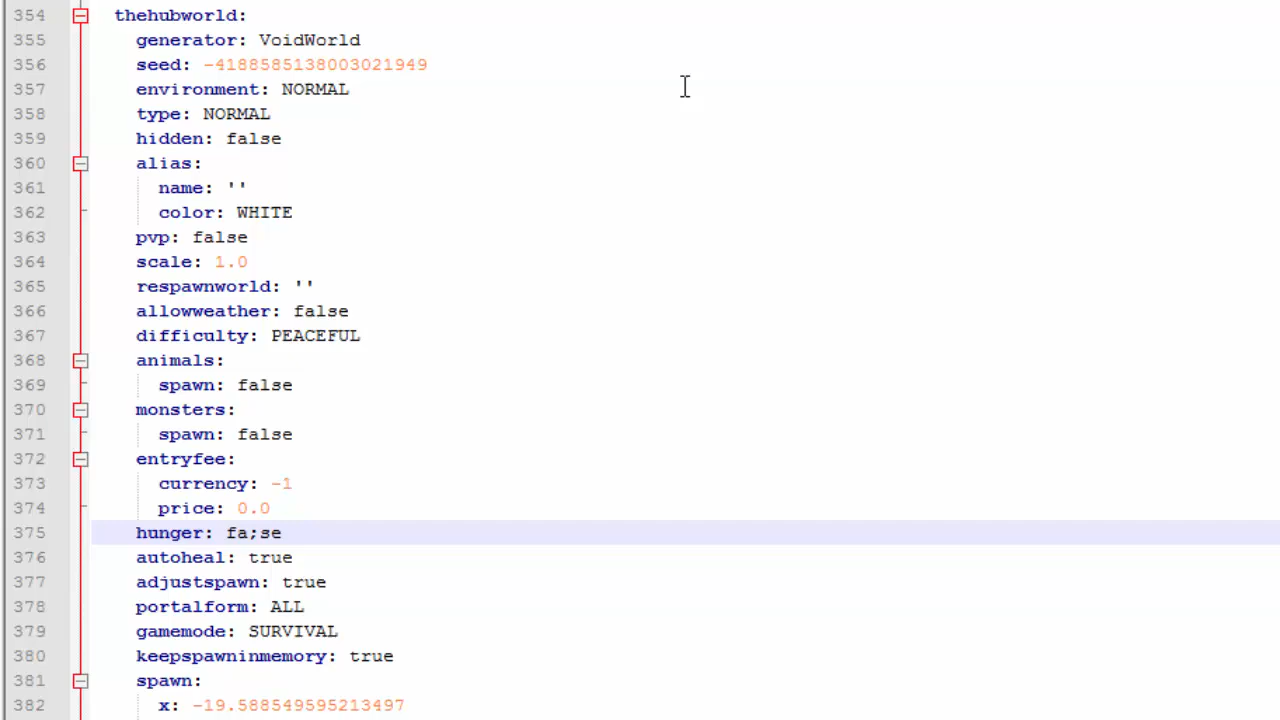 354 thehubworld:
355 generator: VoidWorld
356 seed: -4188585138003021949
357 environment: NORMAL
358 type: NORMAL
359 hidden: false
360 alias:
361 name: ''
362 color: WHITE
363 pvp: false
364 scale: 1.0
365 respawnworld: ''
366 allowweather: false
367 difficulty: PEACEFUL
368 animals:
369 spawn: false
370 monsters:
371 spawn: false
372 entryfee:
373 currency: -1
374 price: 0.0
375 hunger: fa;se
376 autoheal: true
377 adjustspawn: true
378 portalform: ALL
379 gamemode: SURVIVAL
380 keepspawninmemory: true
381 spawn:
382 x: -19.588549595213497